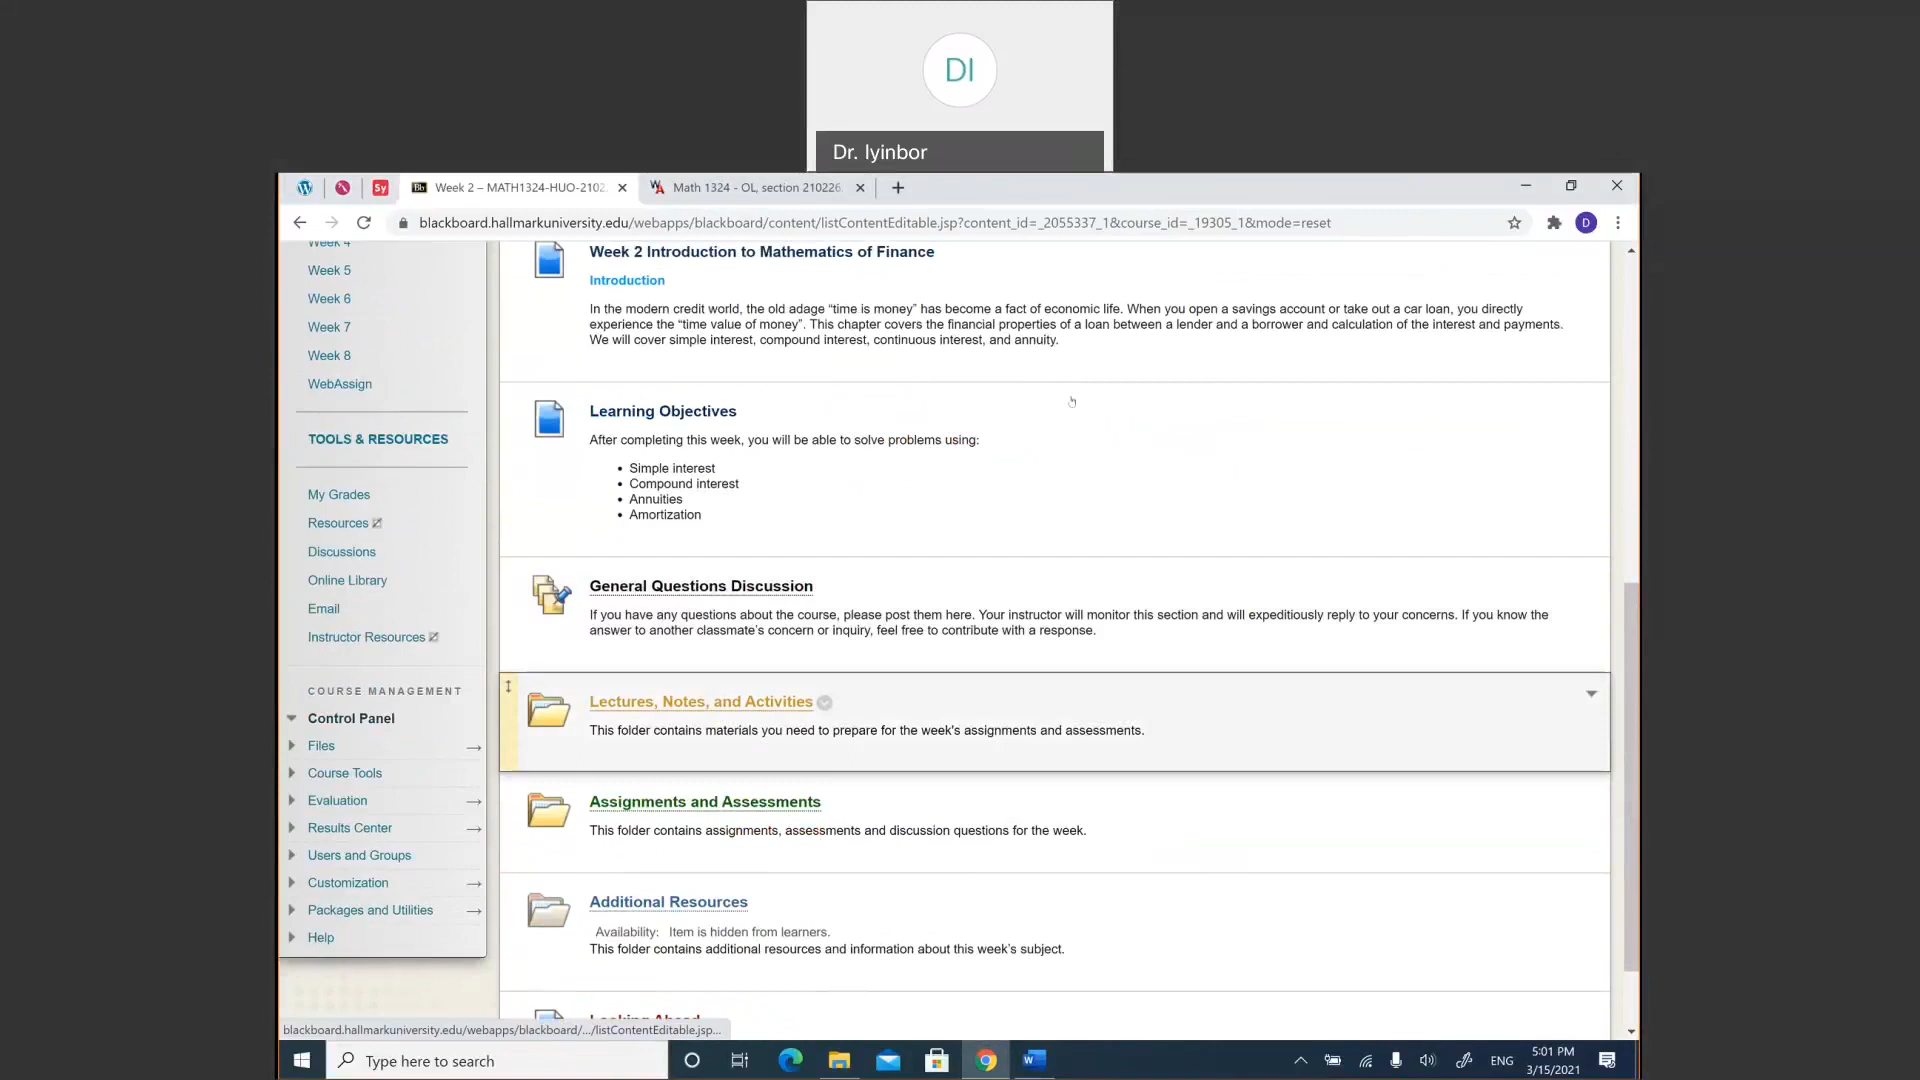 DI
Dr. Iyinbor
Sy
Bb
Week 2 – MATH1324-HUO-2102
Math 1324 - OL, section 210226
blackboard.hallmarkuniversity.edu/webapps/blackboard/content/listContentEditable.jsp?content_id=_2055337_1&course_id=_19305_1&mode=reset
D
Week 4
Week 5
Week 6
Week 7
Week 8
WebAssign
TOOLS & RESOURCES
My Grades
Resources
Discussions
Online Library
Email
Instructor Resources
COURSE MANAGEMENT
Control Panel
Files
Course Tools
Evaluation
Results Center
Users and Groups
Customization
Packages and Utilities
Help
Week 2 Introduction to Mathematics of Finance
Introduction
In the modern credit world, the old adage “time is money” has become a fact of economic life. When you open a savings account or take out a car loan, you directly
experience the “time value of money”. This chapter covers the financial properties of a loan between a lender and a borrower and calculation of the interest and payments.
We will cover simple interest, compound interest, continuous interest, and annuity.
Learning Objectives
After completing this week, you will be able to solve problems using:
• Simple interest
• Compound interest
• Annuities
• Amortization
General Questions Discussion
If you have any questions about the course, please post them here. Your instructor will monitor this section and will expeditiously reply to your concerns. If you know the
answer to another classmate's concern or inquiry, feel free to contribute with a response.
Lectures, Notes, and Activities
This folder contains materials you need to prepare for the week's assignments and assessments.
Assignments and Assessments
This folder contains assignments, assessments and discussion questions for the week.
Additional Resources
Availability: Item is hidden from learners.
This folder contains additional resources and information about this week's subject.
Looking Ahead
blackboard.hallmarkuniversity.edu/webapps/blackboard/.../listContentEditable.jsp...
Type here to search
ENG
5:01 PM
3/15/2021